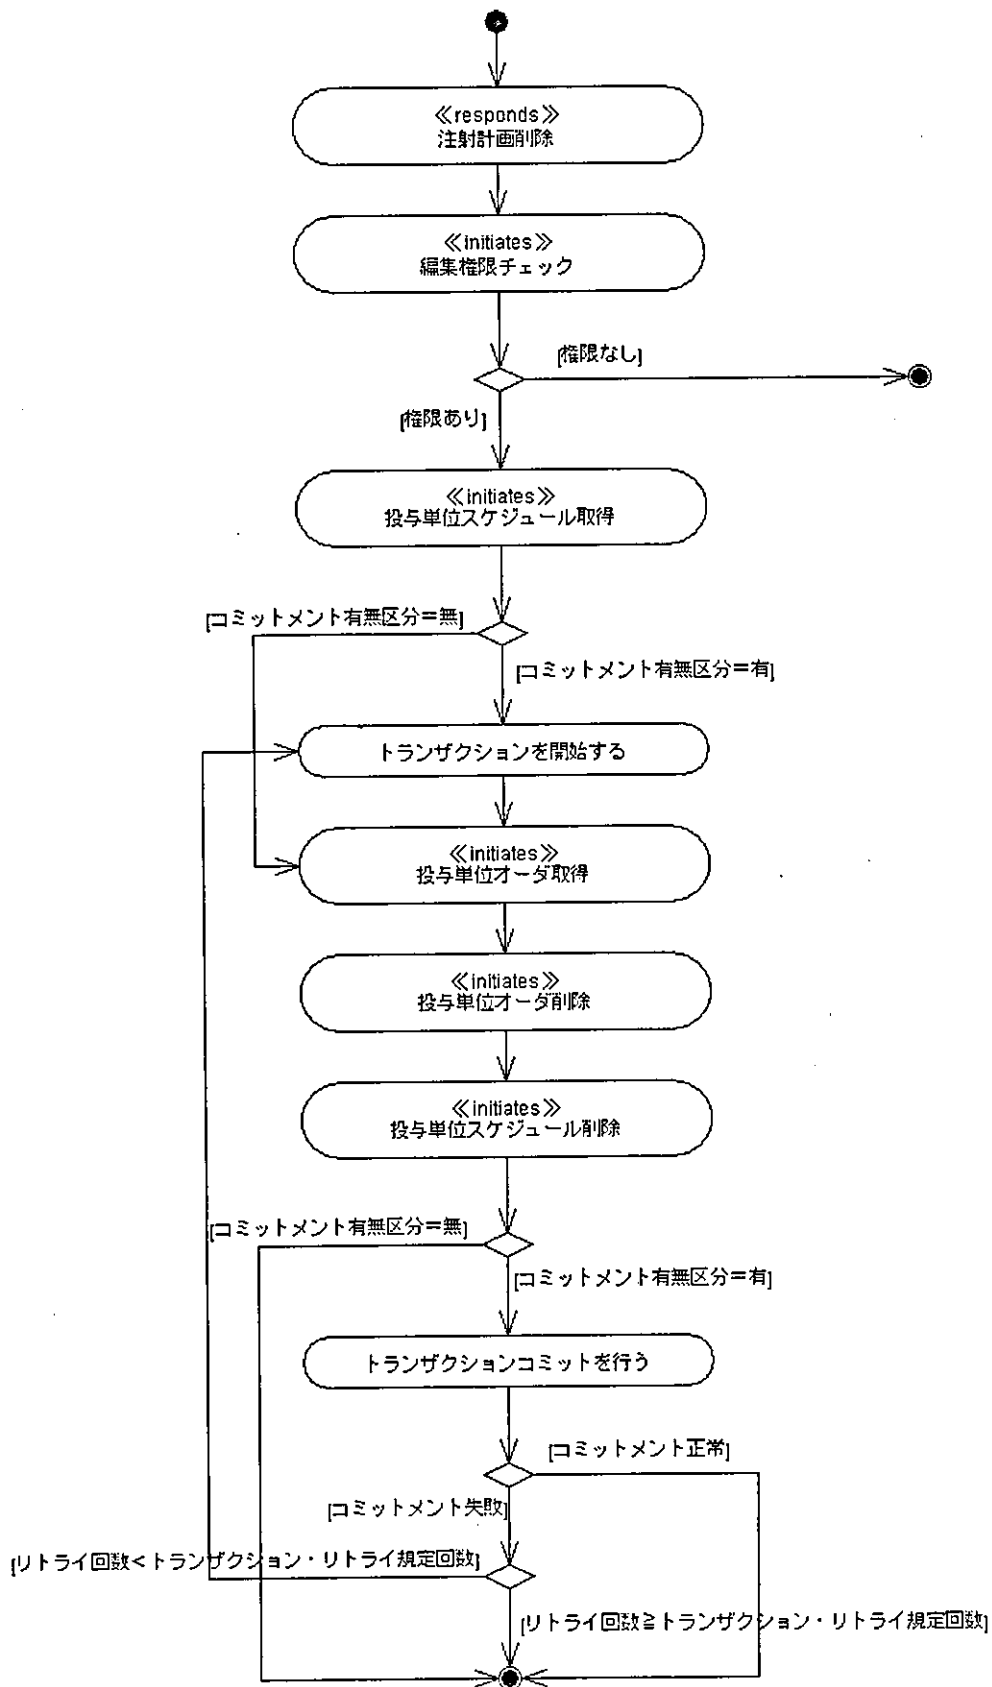 ≪responds≫
注射計画削除
≪initiates≫
編集権限チェック
[権限なし]
[権限あり]
≪initiates≫
投与単位スケジュール取得
[コミットメント有無区分＝無]
[コミットメント有無区分＝有]
トランザクションを開始する
≪initiates≫
投与単位オーダ取得
≪initiates≫
投与単位オーダ削除
≪initiates≫
投与単位スケジュール削除
[コミットメント有無区分＝無]
[コミットメント有無区分＝有]
トランザクションコミットを行う
[コミットメント正常]
[コミットメント失敗]
[リトライ回数＜トランザクション・リトライ規定回数]
[リトライ回数≧トランザクション・リトライ規定回数]